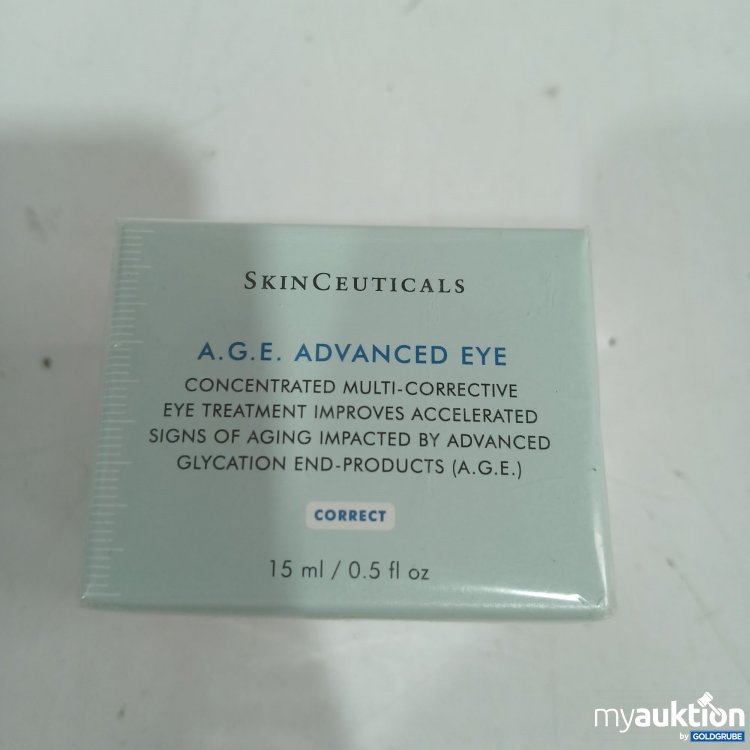 SKINCEUTICALS
A.G.E. ADVANCED EYE
CONCENTRATED MULTI-CORRECTIVE
EYE TREATMENT IMPROVES ACCELERATED
SIGNS OF AGING IMPACTED BY ADVANCED
GLYCATION END-PRODUCTS (A.G.E.)
CORRECT
15 ml / 0.5 fl oz
myauktion
by GOLDGRUBE